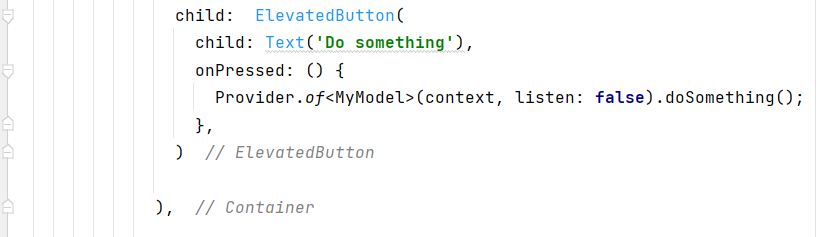 child:  ElevatedButton(
child: Text('Do something'),
onPressed: () {
Provider.of<MyModel>(context, listen: false).doSomething();
},
)  // ElevatedButton
),  // Container